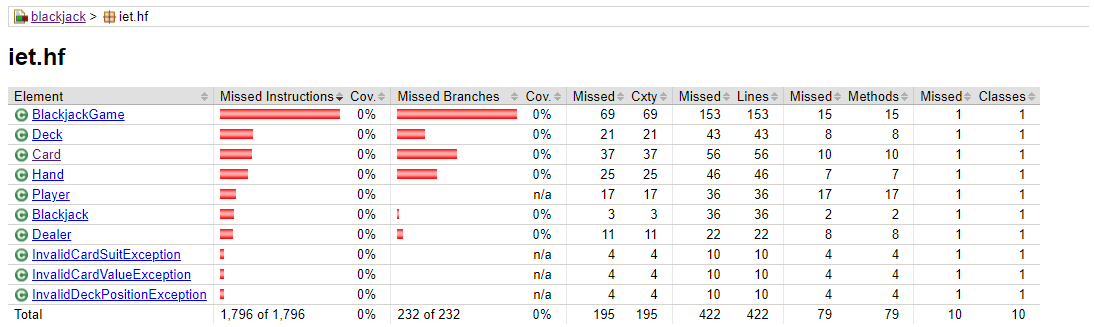 blackjack > iet.hf
iet.hf
Element Missed Instructions Cov. Missed Branches Cov. Missed Cxty Missed Lines Missed Methods Missed Classes
BlackjackGame 0% 0% 69 69 153 153 15 15 1 1
Deck 0% 0% 21 21 43 43 8 8 1 1
Card 0% 0% 37 37 56 56 10 10 1 1
Hand 0% 0% 25 25 46 46 7 7 1 1
Player 0% n/a 17 17 36 36 17 17 1 1
Blackjack 0% 0% 3 3 36 36 2 2 1 1
Dealer 0% 0% 11 11 22 22 8 8 1 1
InvalidCardSuitException 0% n/a 4 4 10 10 4 4 1 1
InvalidCardValueException 0% n/a 4 4 10 10 4 4 1 1
InvalidDeckPositionException 0% n/a 4 4 10 10 4 4 1 1
Total 1,796 of 1,796 0% 232 of 232 0% 195 195 422 422 79 79 10 10